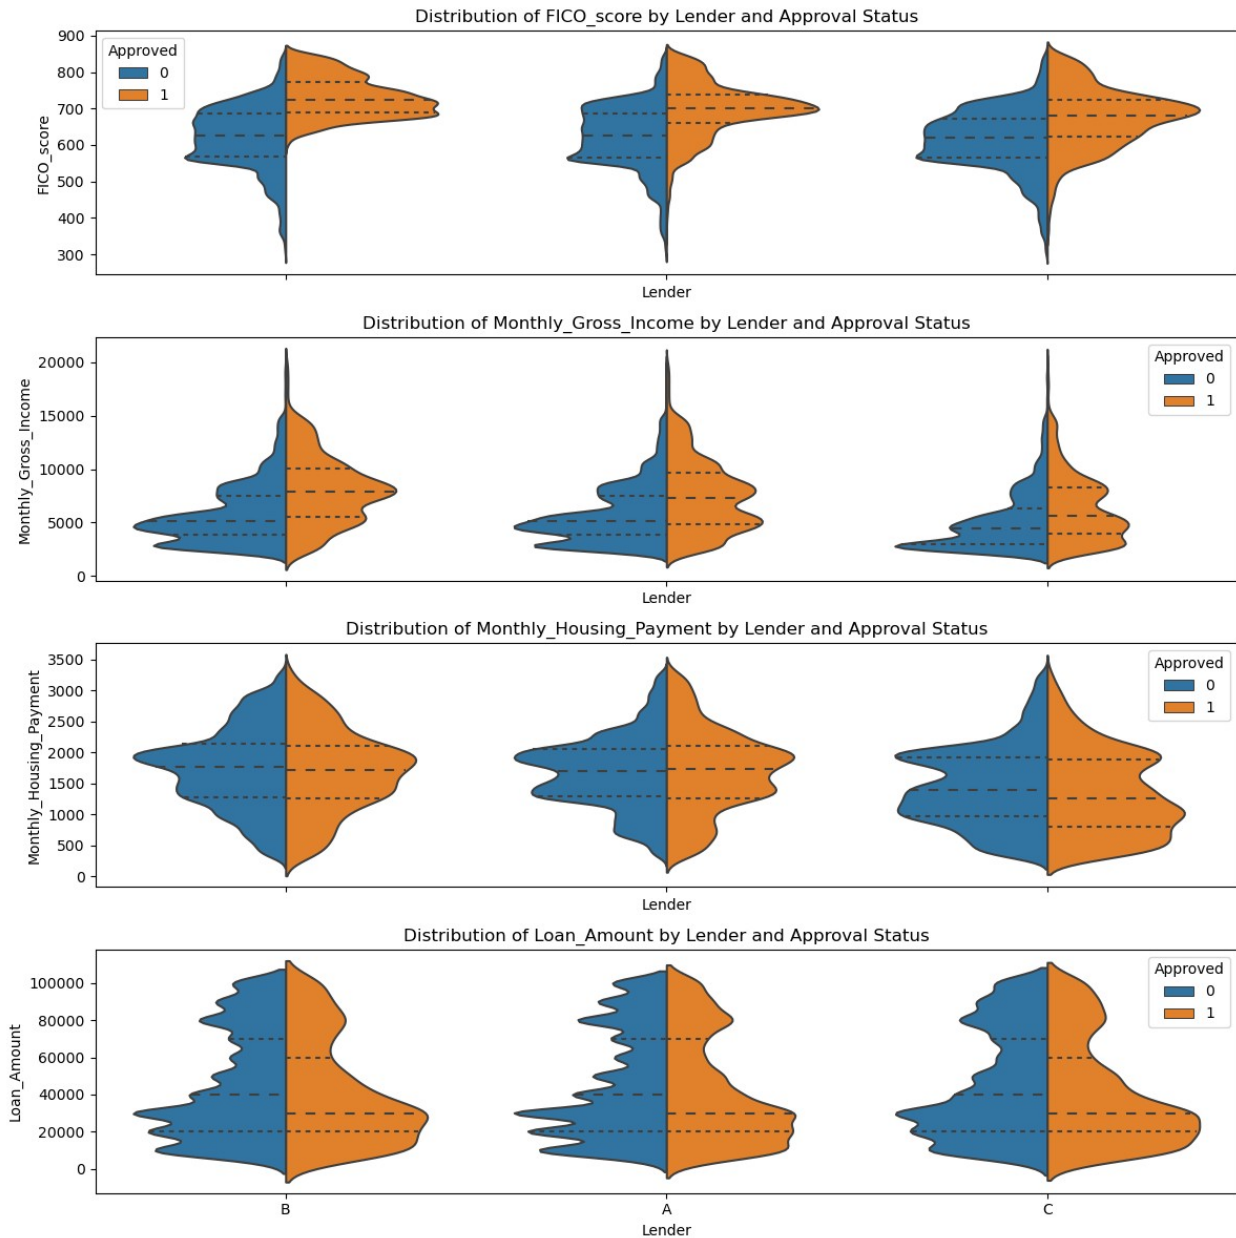 Distribution of FICO_score by Lender and Approval Status
900
800
700
600
500
400
300
FICO_score
Approved
0
1
Lender
Distribution of Monthly_Gross_Income by Lender and Approval Status
20000
15000
10000
5000
0
Monthly_Gross_Income
Approved
0
1
Lender
Distribution of Monthly_Housing_Payment by Lender and Approval Status
3500
3000
2500
2000
1500
1000
500
0
Monthly_Housing_Payment
Approved
0
1
Lender
Distribution of Loan_Amount by Lender and Approval Status
100000
80000
60000
40000
20000
0
Loan_Amount
Approved
0
1
B A C
Lender